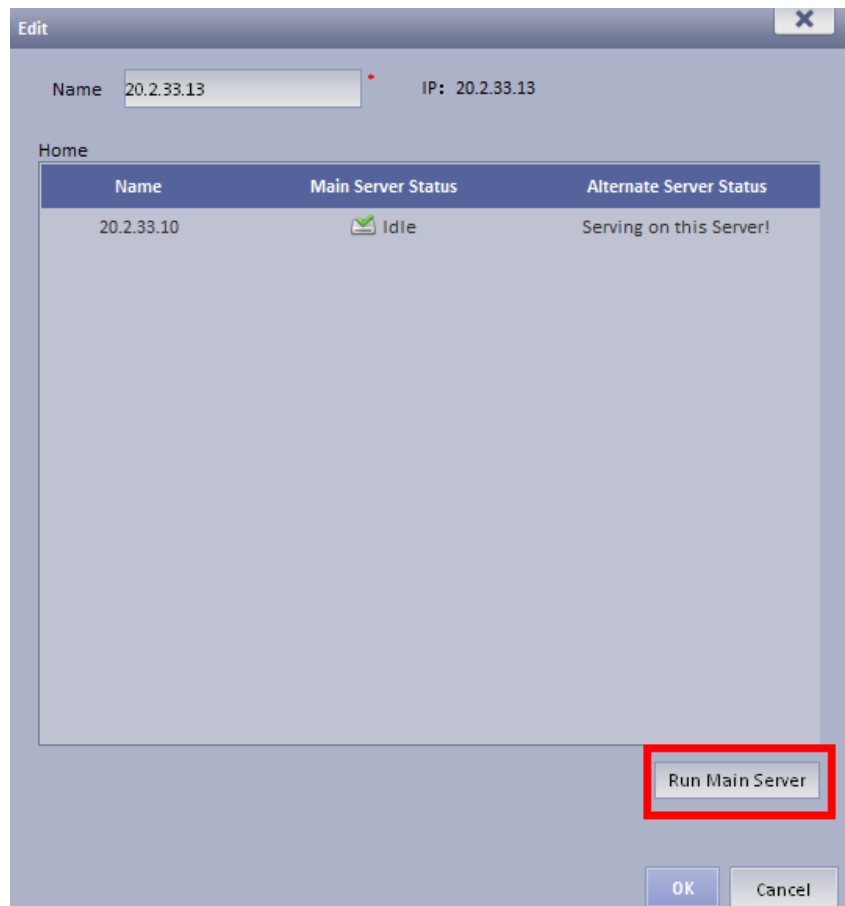 Edit
Name 20.2.33.13 * IP: 20.2.33.13
Home
Name Main Server Status Alternate Server Status
20.2.33.10 Idle Serving on this Server!
Run Main Server
OK Cancel